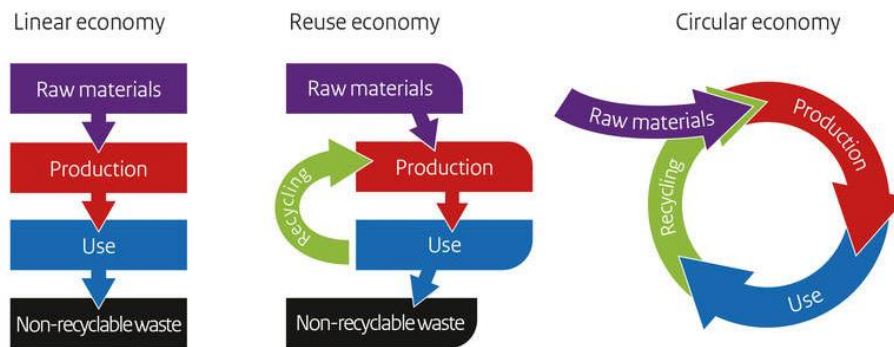 Linear economy
Raw materials
Production
Use
Non-recyclable waste
Reuse economy
Raw materials
Production
Recycling
Use
Non-recyclable waste
Circular economy
Raw materials
Production
Recycling
Use